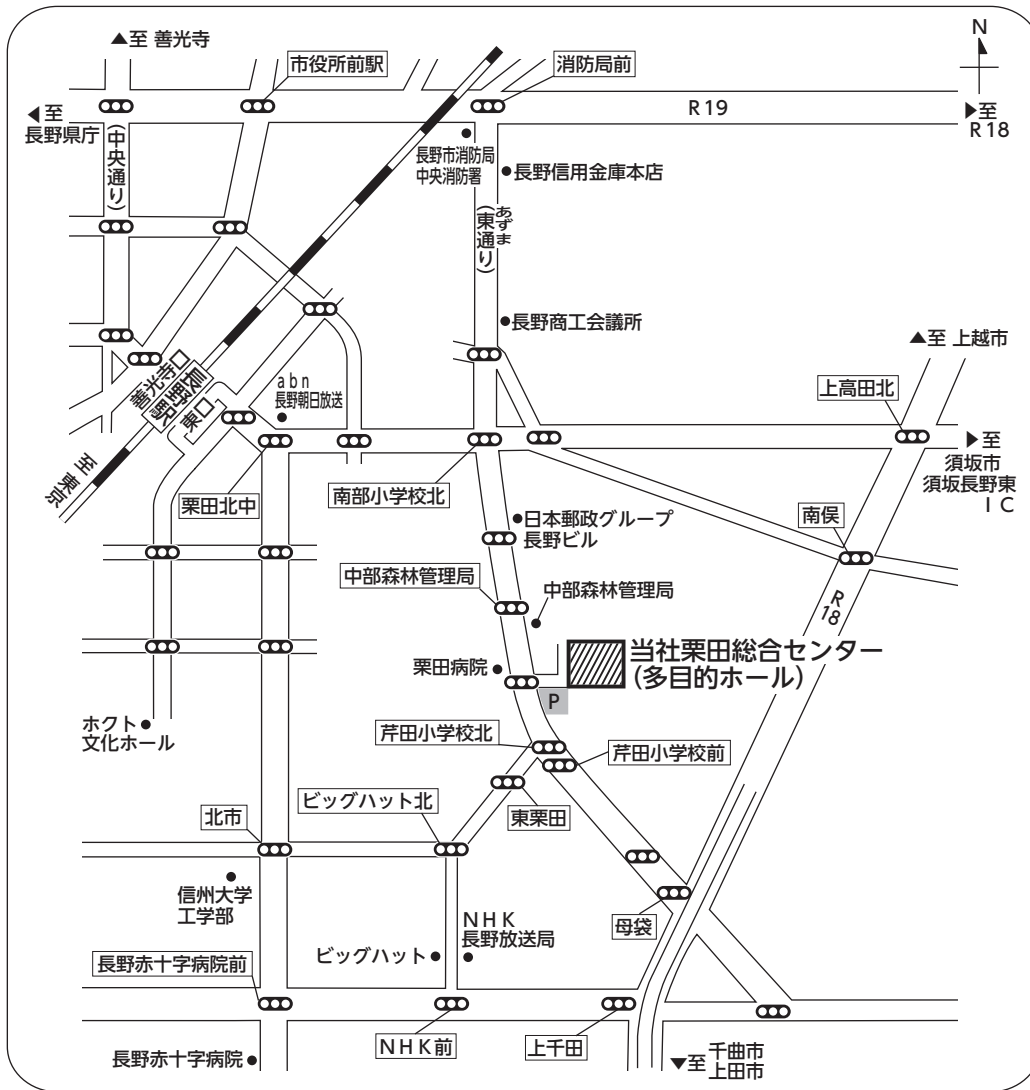 ▲至 善光寺
市役所前駅
消防局前
N
◀至
長野県庁
R19
▶至
R18
(中央通り)
長野市消防局
中央消防署
●長野信用金庫本店
あずま
(東通り)
●長野商工会議所
▲至 上越市
善光寺口
長野駅
東口
至東京
abn
長野朝日放送
上高田北
▶至
須坂市
須坂長野東
IC
栗田北中
南部小学校北
●日本郵政グループ
長野ビル
南俣
中部森林管理局
中部森林管理局
R18
栗田病院●
当社栗田総合センター
(多目的ホール)
P
ホクト●
文化ホール
芹田小学校北
芹田小学校前
北市
ビッグハット北
東栗田
信州大学
工学部
母袋
NHK
長野放送局
ビッグハット●
長野赤十字病院前
NHK前
上千田
長野赤十字病院●
▼至 千曲市
上田市